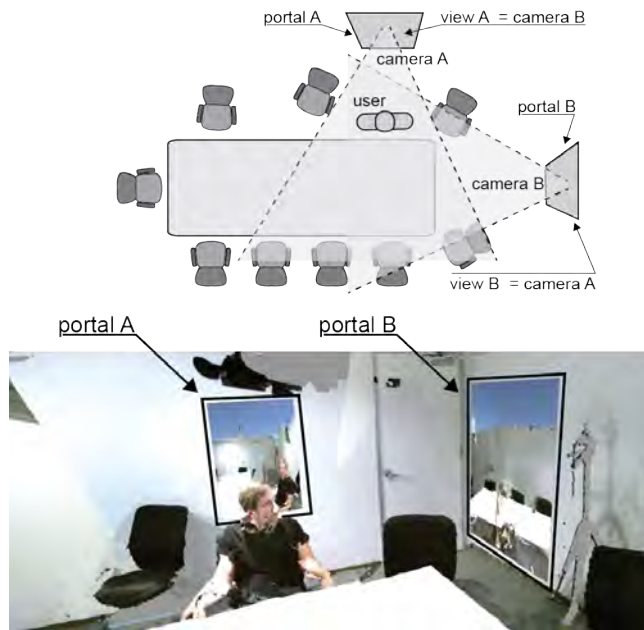 portal A
view A = camera B
camera A
user
portal B
camera B
view B = camera A
portal A
portal B